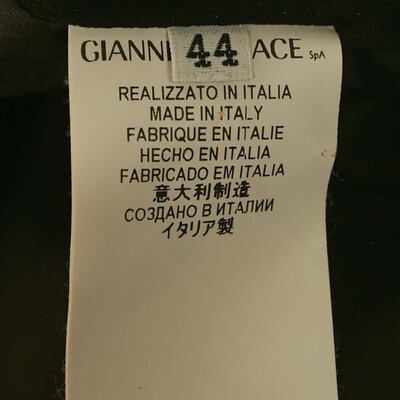 GIANNI 44 ACE SpA
REALIZZATO IN ITALIA
MADE IN ITALY
FABRIQUE EN ITALIE
HECHO EN ITALIA
FABRICADO EM ITALIA
意大利制造
СОЗДАНО В ИТАЛИИ
イタリア製